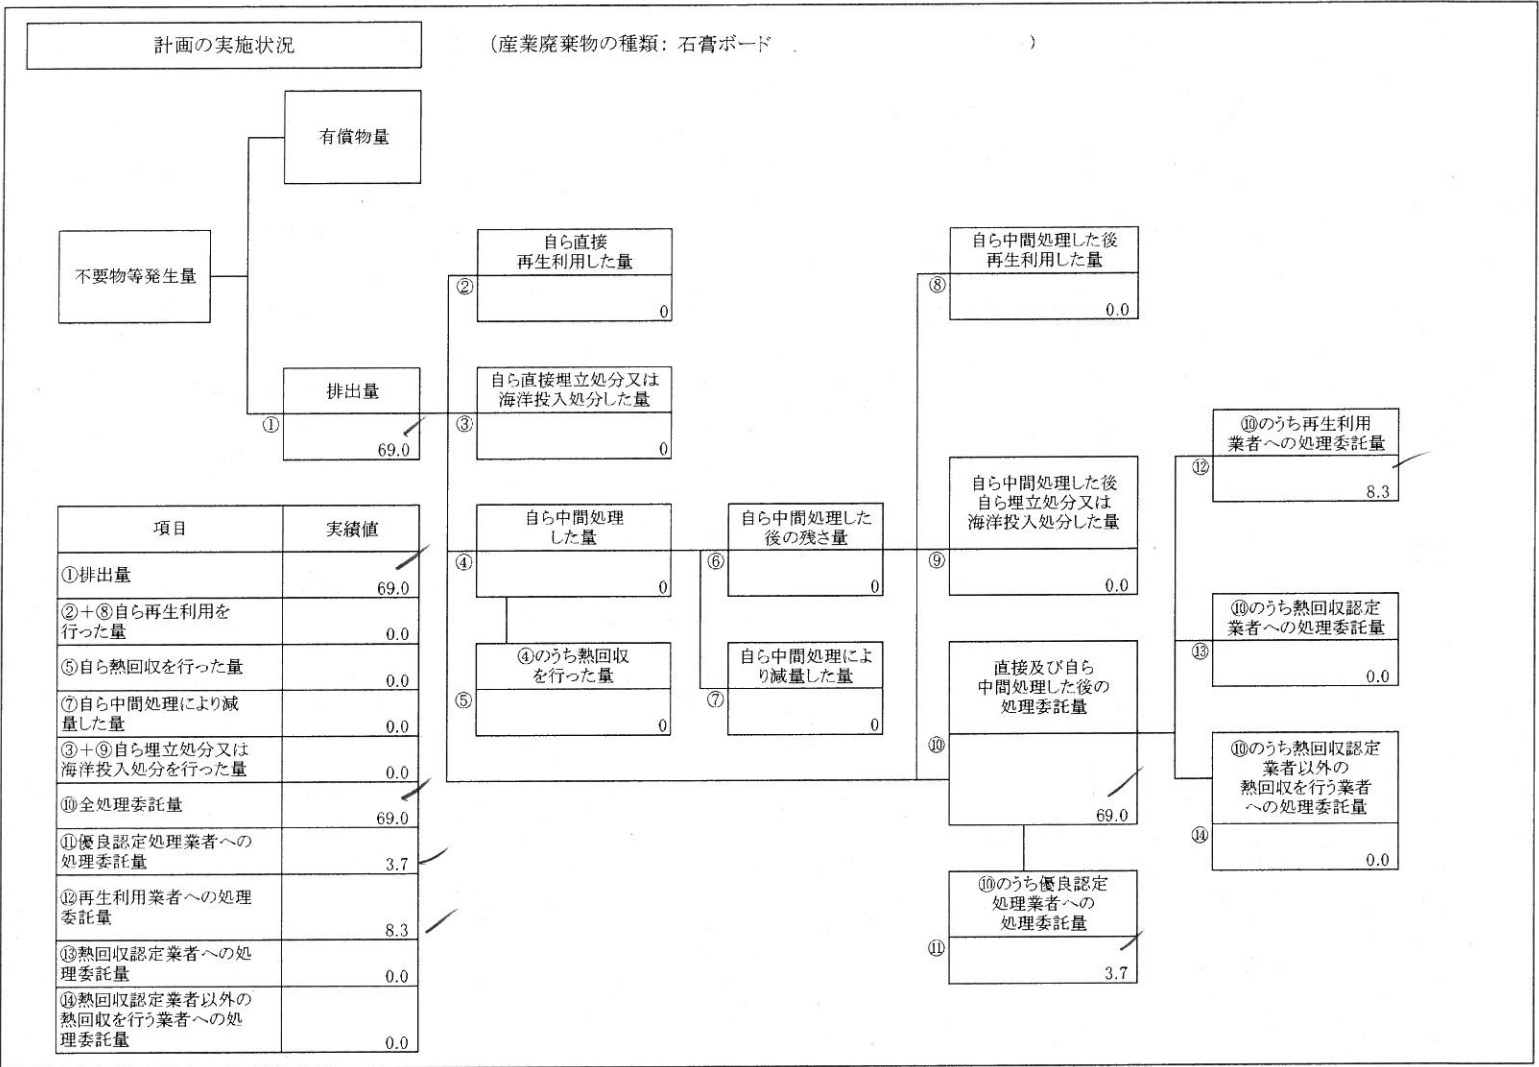 計画の実施状況
(産業廃棄物の種類: 石膏ボード )
有償物量
不要物等発生量
排出量
①
69.0
自ら直接
再生利用した量
②
0
自ら直接埋立処分又は
海洋投入処分した量
③
0
自ら中間処理
した量
④
0
④のうち熱回収
を行った量
⑤
0
自ら中間処理した
後の残さ量
⑥
0
自ら中間処理によ
り減量した量
⑦
0
自ら中間処理した後
再生利用した量
⑧
0.0
自ら中間処理した後
自ら埋立処分又は
海洋投入処分した量
⑨
0.0
直接及び自ら
中間処理した後の
処理委託量
⑩
69.0
⑩のうち優良認定
処理業者への
処理委託量
⑪
3.7
⑩のうち再生利用
業者への処理委託量
⑫
8.3
⑩のうち熱回収認定
業者への処理委託量
⑬
0.0
⑩のうち熱回収認定
業者以外の
熱回収を行う業者
への処理委託量
⑭
0.0
項目 実績値
①排出量
69.0
②+⑧自ら再生利用を
行った量 0.0
⑤自ら熱回収を行った量
0.0
⑦自ら中間処理により減
量した量 0.0
③+⑨自ら埋立処分又は
海洋投入処分を行った量 0.0
⑩全処理委託量
69.0
⑪優良認定処理業者への
処理委託量 3.7
⑫再生利用業者への処理
委託量
8.3
⑬熱回収認定業者への処
理委託量 0.0
⑭熱回収認定業者以外の
熱回収を行う業者への処
理委託量 0.0